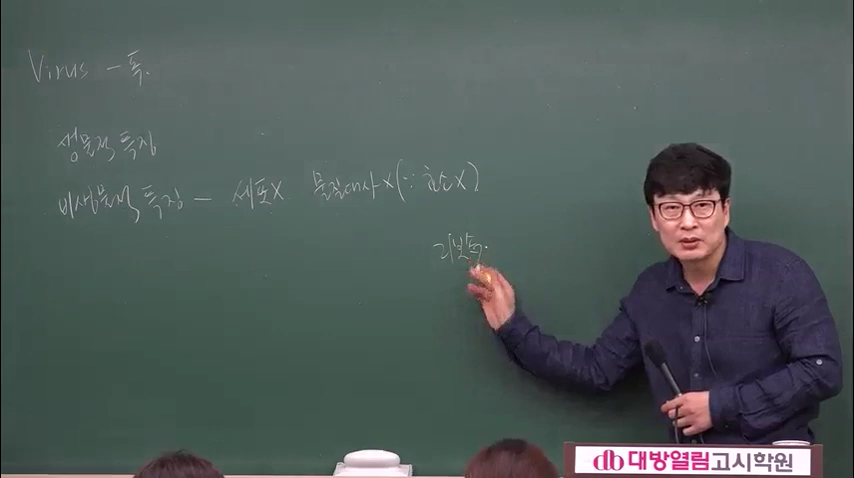 Virus - 특.
생물적 특징
비생물적 특징 - 세포X 물질대사X (∵ 효소X)
리보솜.
db 대방열림고시학원